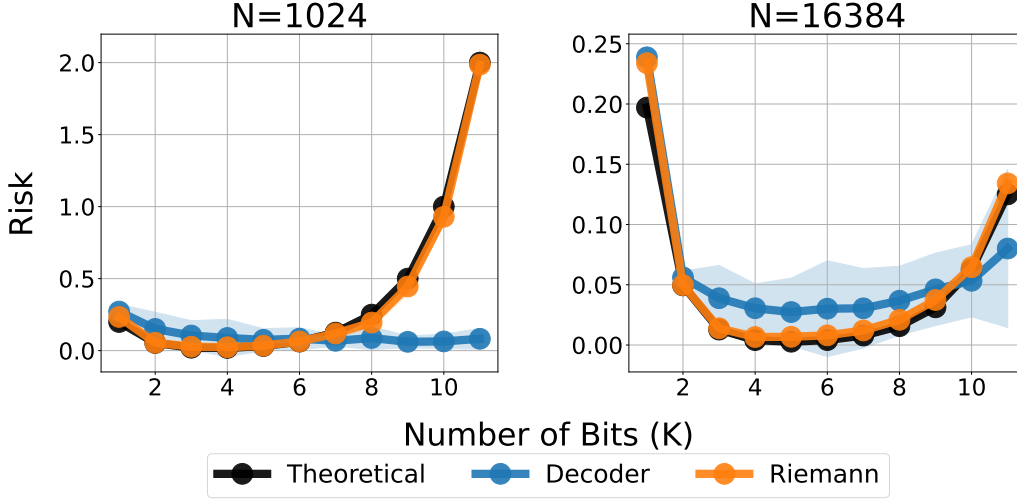 N=1024
N=16384
Risk
2.0
1.5
1.0
0.5
0.0
2 4 6 8 10
0.25
0.20
0.15
0.10
0.05
0.00
2 4 6 8 10
Number of Bits (K)
Theoretical Decoder Riemann